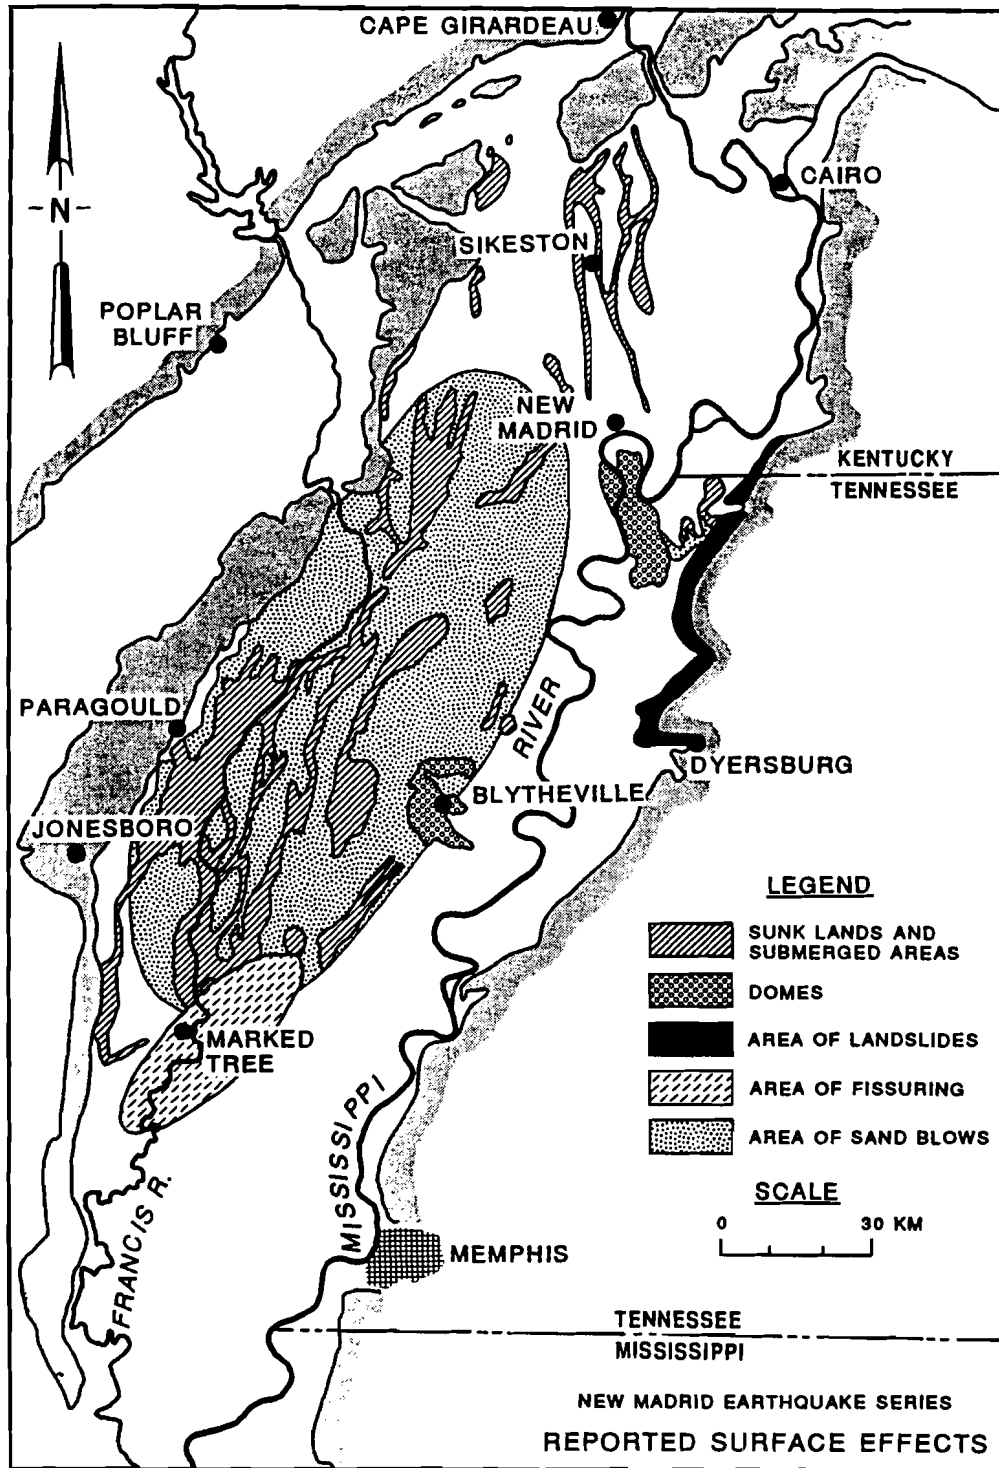 CAPE GIRARDEAU
-N-
CAIRO
SIKESTON
POPLAR
BLUFF
NEW
MADRID
KENTUCKY
TENNESSEE
PARAGOULD
RIVER
DYERSBURG
BLYTHEVILLE
JONESBORO
LEGEND
SUNK LANDS AND
SUBMERGED AREAS
DOMES
AREA OF LANDSLIDES
MARKED
TREE
AREA OF FISSURING
AREA OF SAND BLOWS
MISSISSIPPI
FRANCIS R.
SCALE
0 30 KM
MEMPHIS
TENNESSEE
MISSISSIPPI
NEW MADRID EARTHQUAKE SERIES
REPORTED SURFACE EFFECTS